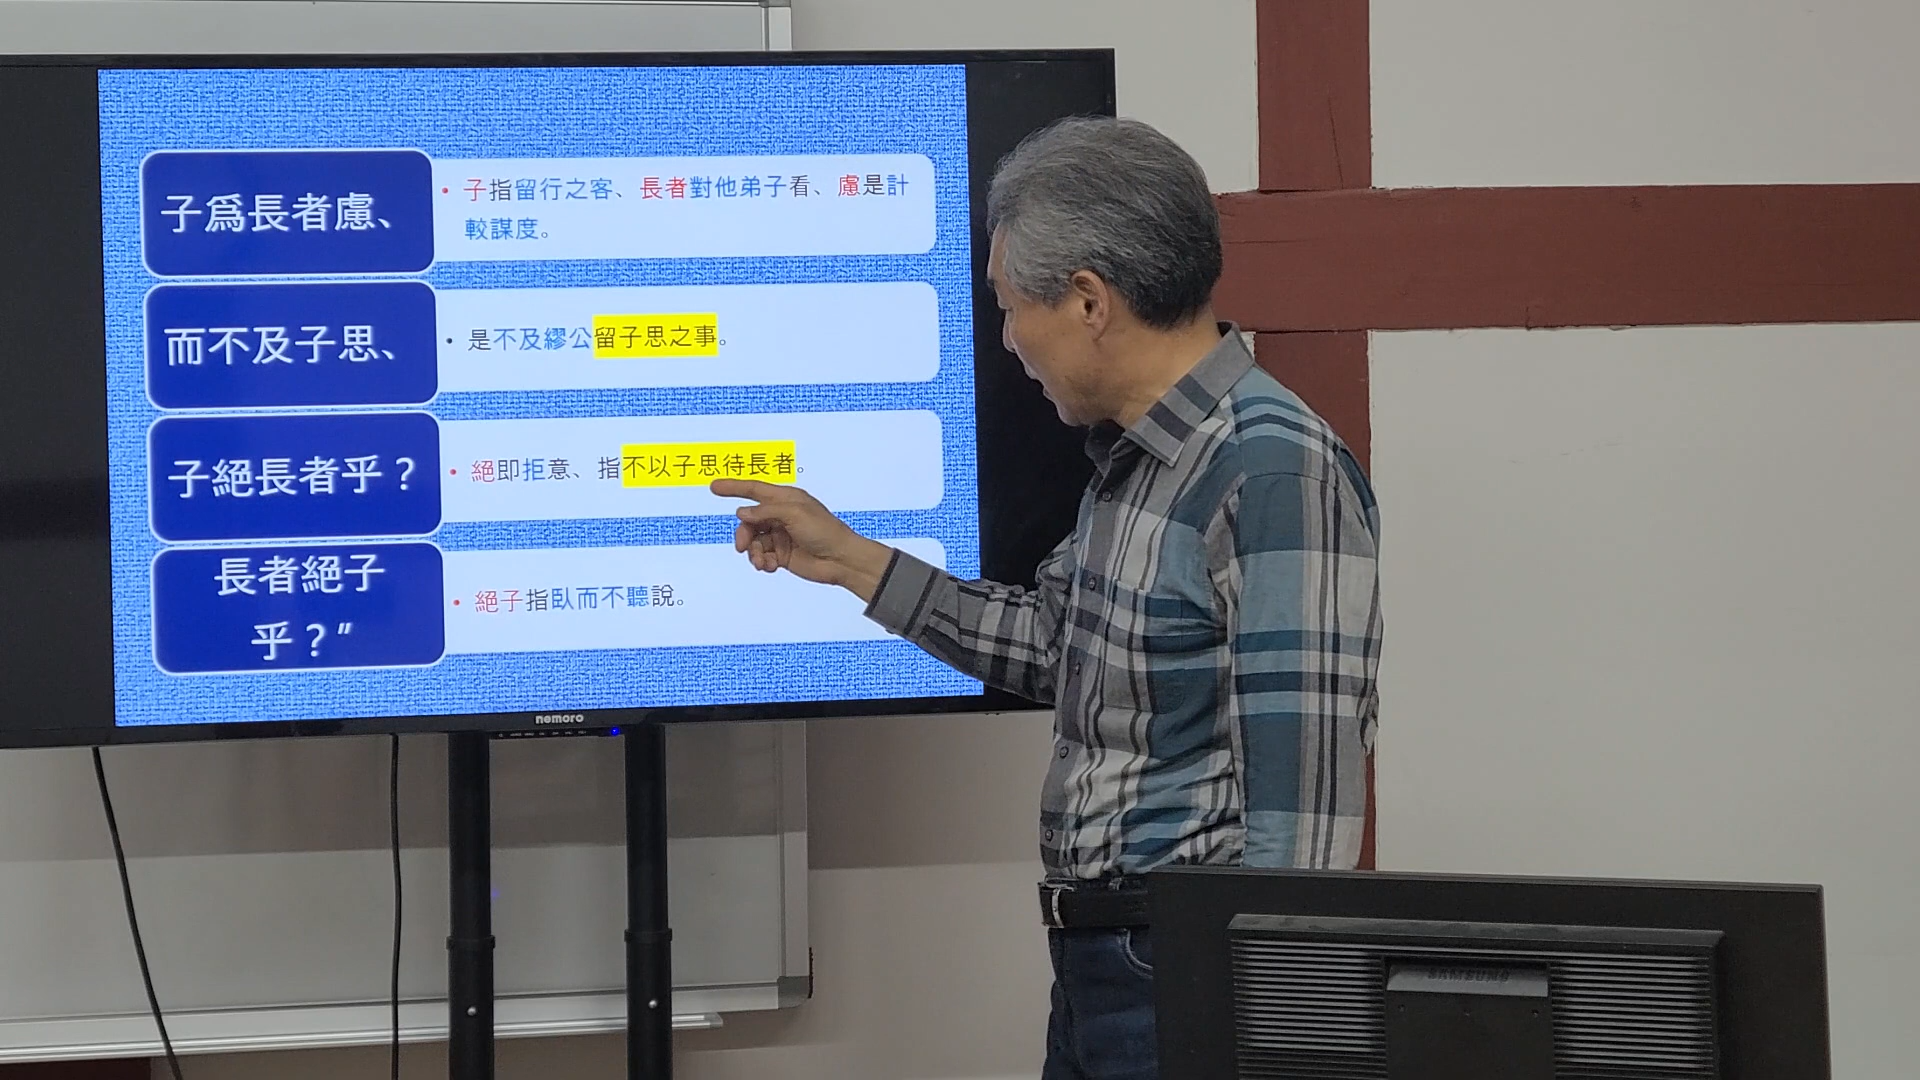 子爲長者慮、
• 子指留行之客、長者對他弟子看、慮是計
較謀度。
而不及子思、
• 是不及繆公留子思之事。
子絕長者乎？
• 絕即拒意、指不以子思待長者。
長者絕子
乎？”
• 絕子指臥而不聽說。
nemoro
SAMSUNG